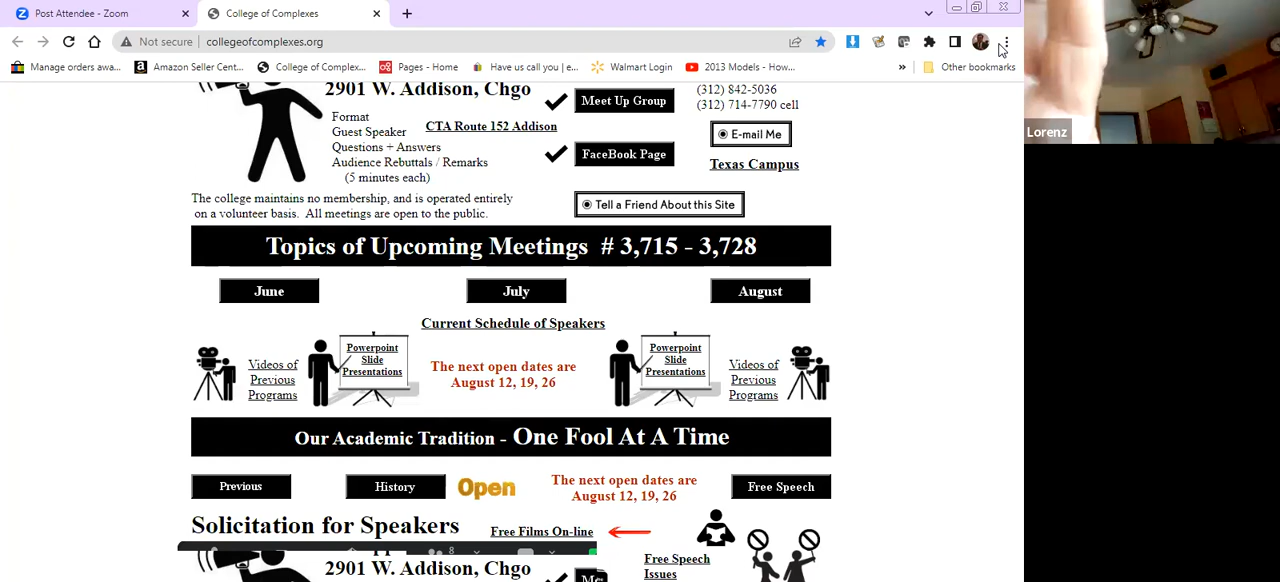 Post Attendee - Zoom
College of Complexes
Not secure
collegeofcomplexes.org
Manage orders awa...
Amazon Seller Cent...
College of Complex...
Pages - Home
Have us call you | e...
Walmart Login
2013 Models - How...
»
Other bookmarks
Lorenz
2901 W. Addison, Chgo
Format
Guest Speaker
Questions + Answers
Audience Rebuttals / Remarks
(5 minutes each)
CTA Route 152 Addison
Meet Up Group
FaceBook Page
(312) 842-5036
(312) 714-7790 cell
E-mail Me
Texas Campus
The college maintains no membership, and is operated entirely
on a volunteer basis. All meetings are open to the public.
Tell a Friend About this Site
Topics of Upcoming Meetings # 3,715 - 3,728
June
July
August
Current Schedule of Speakers
Videos of
Previous
Programs
Powerpoint
Slide
Presentations
The next open dates are
August 12, 19, 26
Powerpoint
Slide
Presentations
Videos of
Previous
Programs
Our Academic Tradition - One Fool At A Time
Previous
History
Open
The next open dates are
August 12, 19, 26
Free Speech
Solicitation for Speakers
Free Films On-line
8
Free Speech
Issues
2901 W. Addison, Chgo